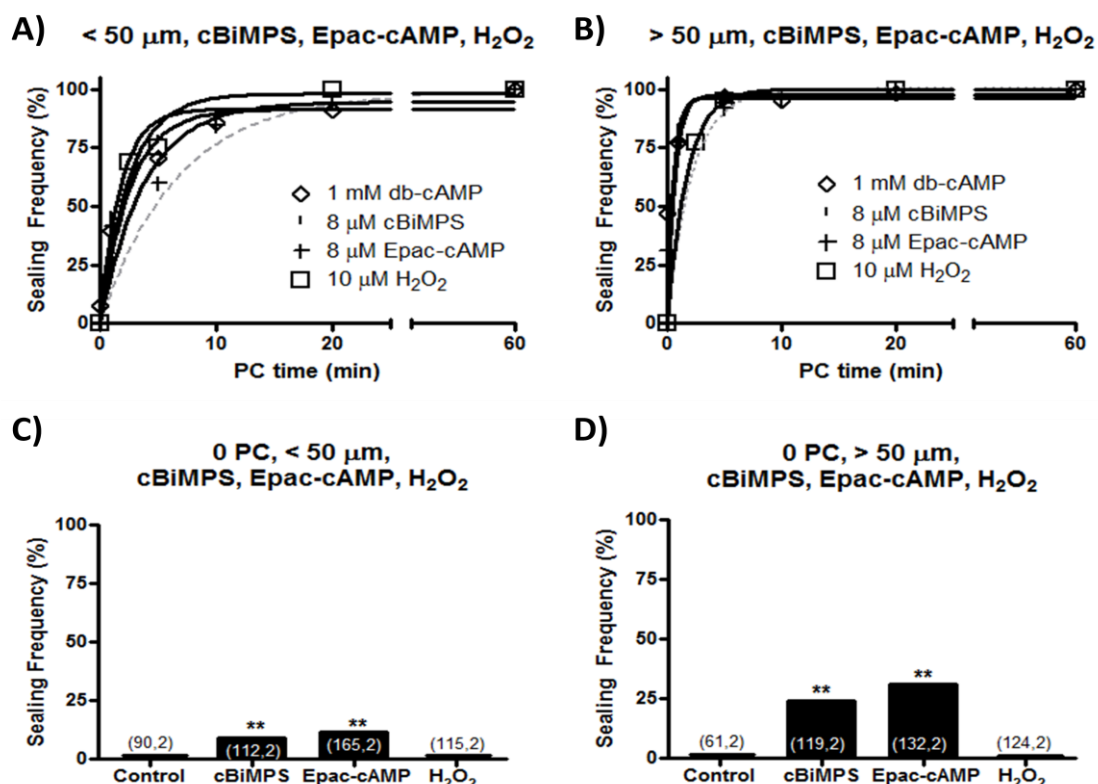 A) < 50 μm, cBiMPS, Epac-cAMP, H₂O₂
Sealing Frequency (%)
100
75
50
25
0
1 mM db-cAMP
8 μM cBiMPS
8 μM Epac-cAMP
10 μM H₂O₂
0 10 20 60
PC time (min)
B) > 50 μm, cBiMPS, Epac-cAMP, H₂O₂
Sealing Frequency (%)
100
75
50
25
0
1 mM db-cAMP
8 μM cBiMPS
8 μM Epac-cAMP
10 μM H₂O₂
0 10 20 60
PC time (min)
C)
0 PC, < 50 μm,
cBiMPS, Epac-cAMP, H₂O₂
Sealing Frequency (%)
100
75
50
25
0
** **
(90,2) (112,2) (165,2) (115,2)
Control cBiMPS Epac-cAMP H₂O₂
D)
0 PC, > 50 μm,
cBiMPS, Epac-cAMP, H₂O₂
Sealing Frequency (%)
100
75
50
25
0
** **
(61,2) (119,2) (132,2) (124,2)
Control cBiMPS Epac-cAMP H₂O₂